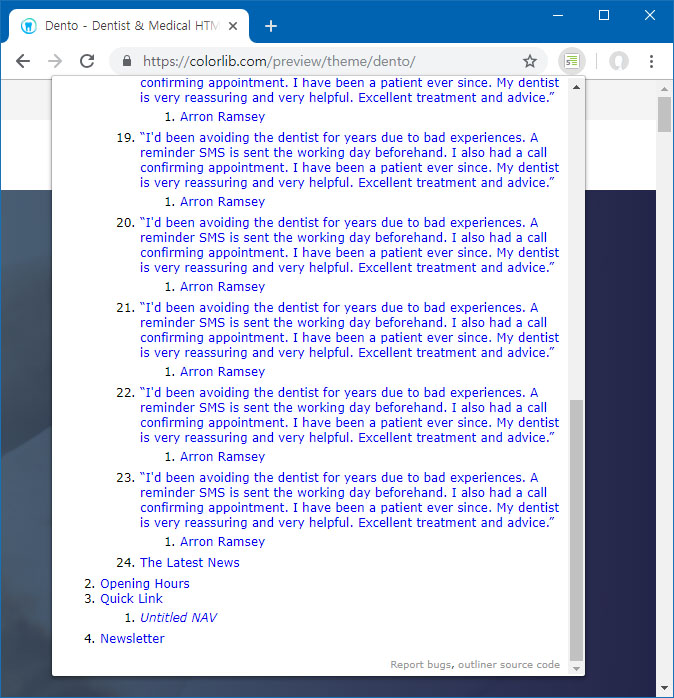 Dento - Dentist & Medical HTM
https://colorlib.com/preview/theme/dento/
confirming appointment. I have been a patient ever since. My dentist
is very reassuring and very helpful. Excellent treatment and advice.”
1. Arron Ramsey
19. “I'd been avoiding the dentist for years due to bad experiences. A
reminder SMS is sent the working day beforehand. I also had a call
confirming appointment. I have been a patient ever since. My dentist
is very reassuring and very helpful. Excellent treatment and advice.”
1. Arron Ramsey
20. “I'd been avoiding the dentist for years due to bad experiences. A
reminder SMS is sent the working day beforehand. I also had a call
confirming appointment. I have been a patient ever since. My dentist
is very reassuring and very helpful. Excellent treatment and advice.”
1. Arron Ramsey
21. “I'd been avoiding the dentist for years due to bad experiences. A
reminder SMS is sent the working day beforehand. I also had a call
confirming appointment. I have been a patient ever since. My dentist
is very reassuring and very helpful. Excellent treatment and advice.”
1. Arron Ramsey
22. “I'd been avoiding the dentist for years due to bad experiences. A
reminder SMS is sent the working day beforehand. I also had a call
confirming appointment. I have been a patient ever since. My dentist
is very reassuring and very helpful. Excellent treatment and advice.”
1. Arron Ramsey
23. “I'd been avoiding the dentist for years due to bad experiences. A
reminder SMS is sent the working day beforehand. I also had a call
confirming appointment. I have been a patient ever since. My dentist
is very reassuring and very helpful. Excellent treatment and advice.”
1. Arron Ramsey
24. The Latest News
2. Opening Hours
3. Quick Link
1. Untitled NAV
4. Newsletter
Report bugs, outliner source code